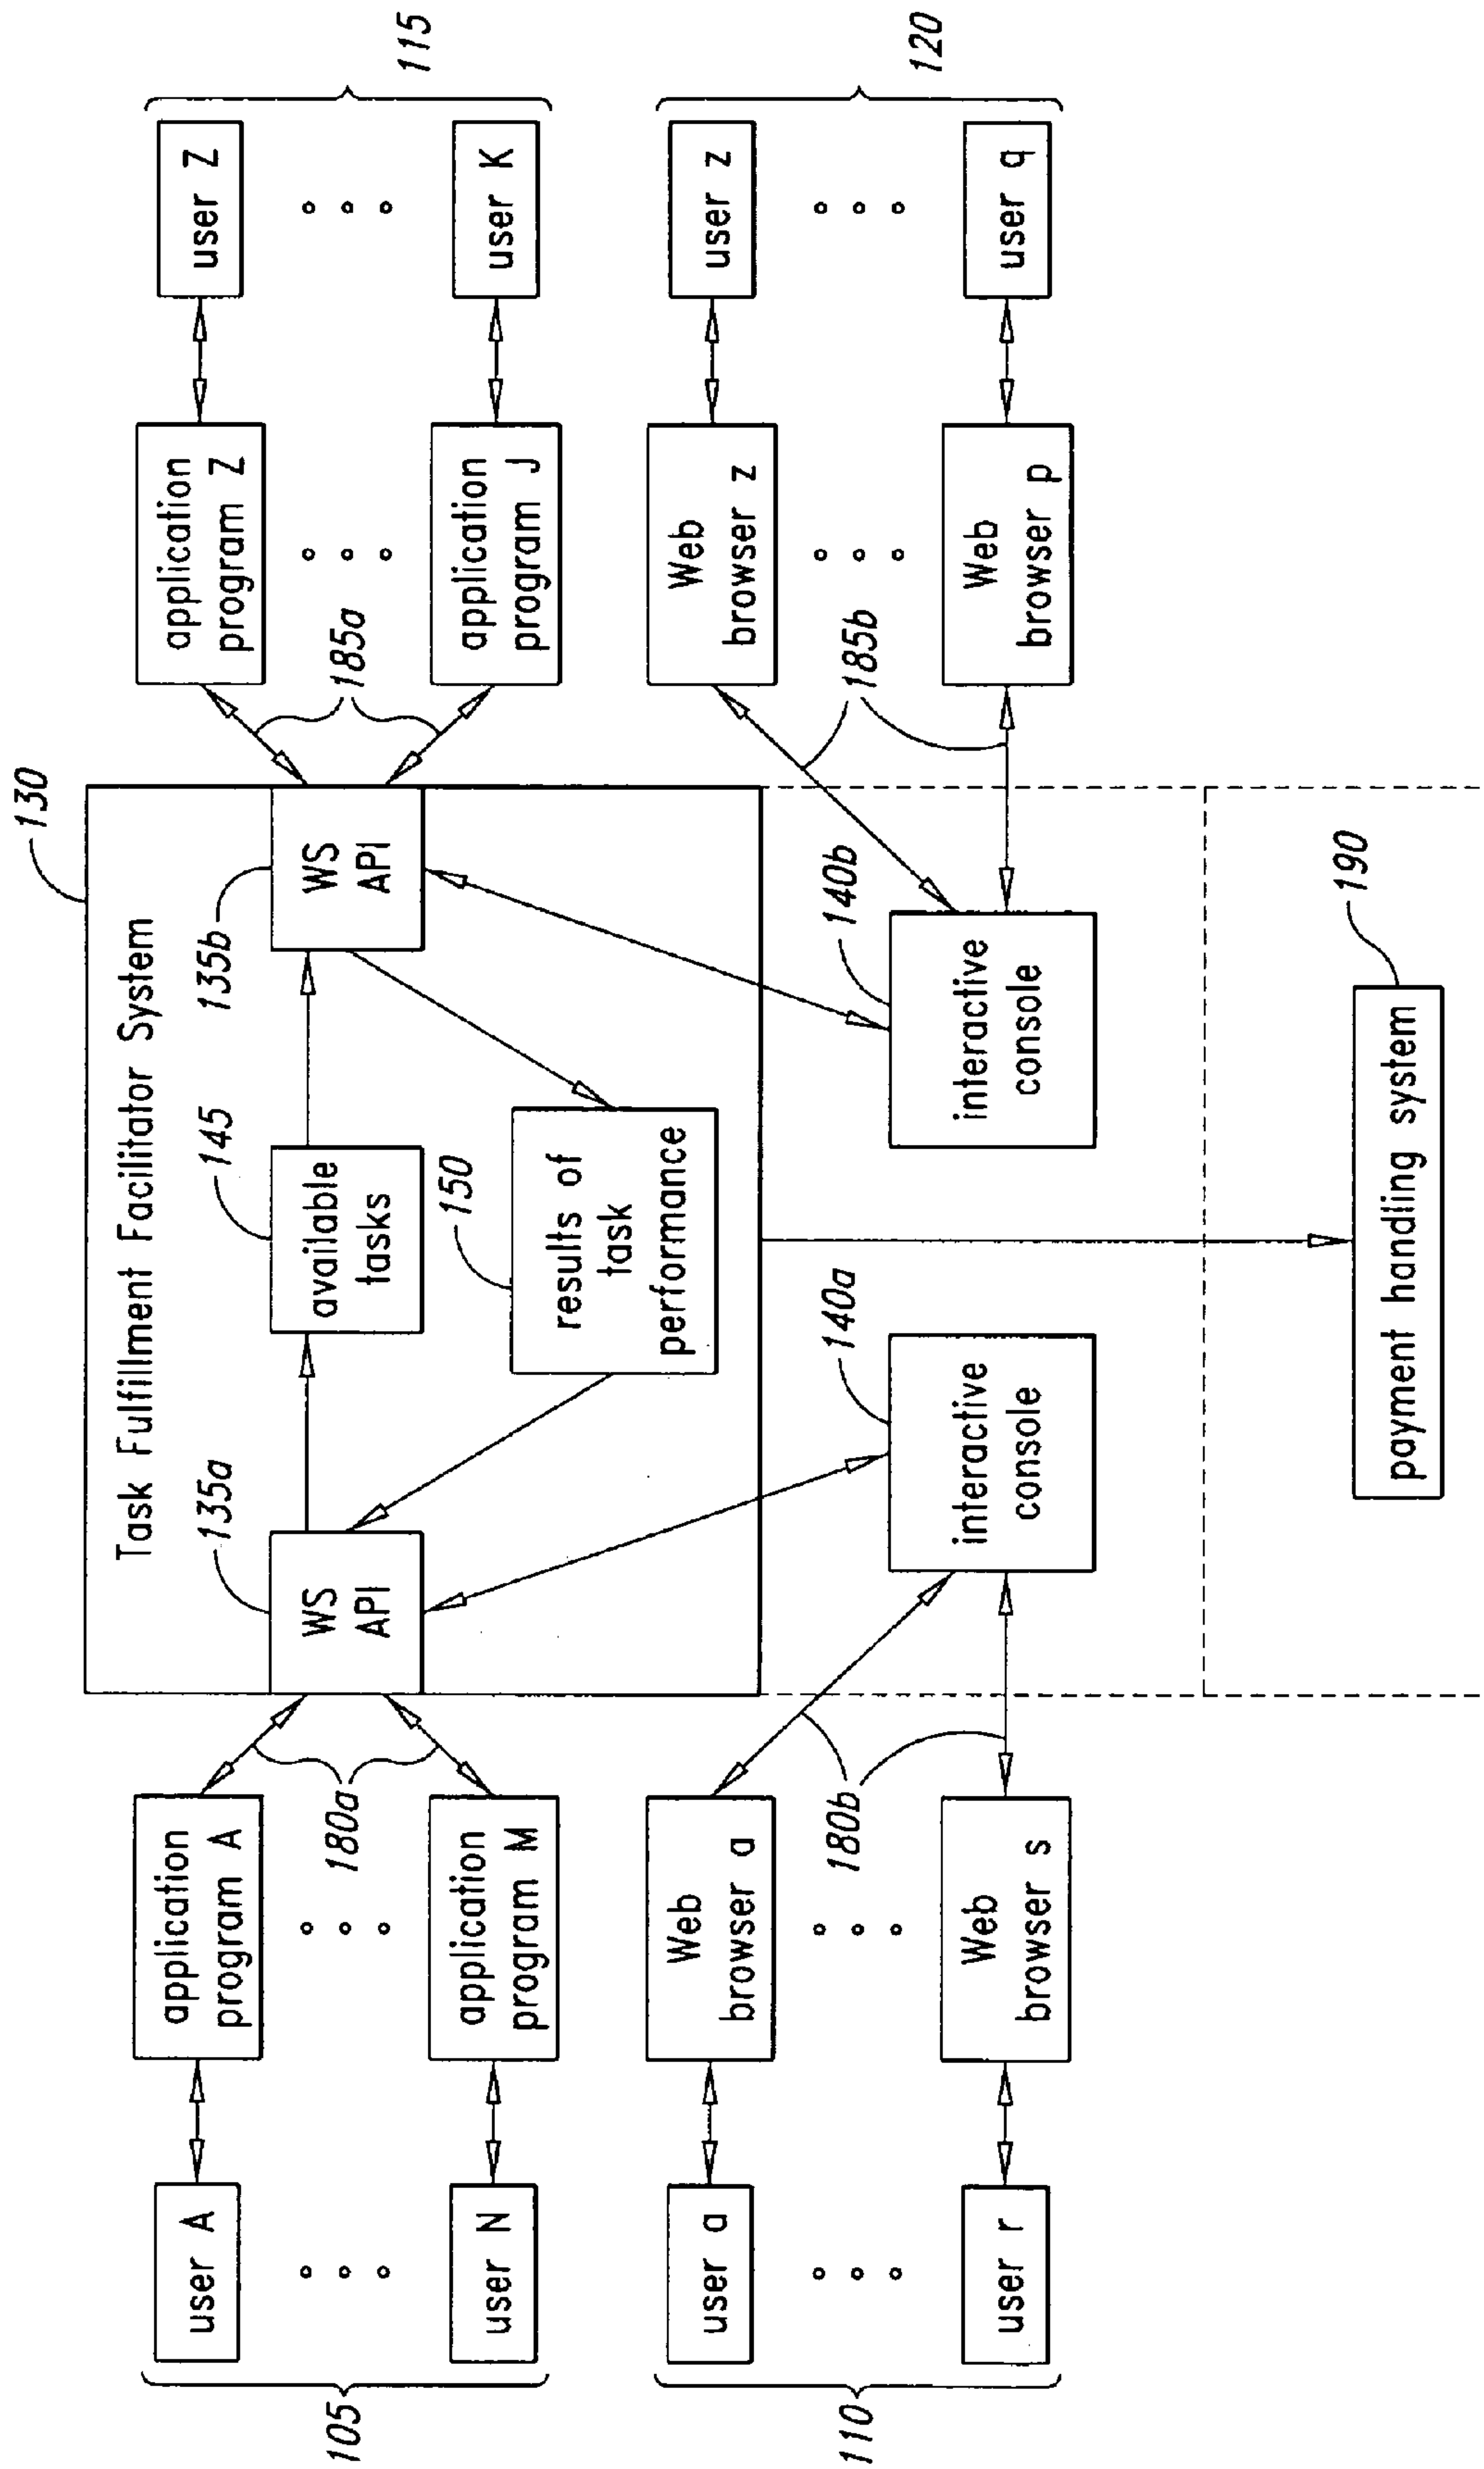 130
Task Fulfillment Facilitator System
user A
application
program A
135a
WS
API
145
available
tasks
135b
WS
API
application
program Z
user Z
105
180a
150
results of
task
performance
185a
115
user N
application
program M
application
program J
user K
user a
Web
browser a
140a
interactive
console
140b
interactive
console
Web
browser z
user z
110
180b
185b
120
user r
Web
browser s
Web
browser p
user q
payment handling system
190